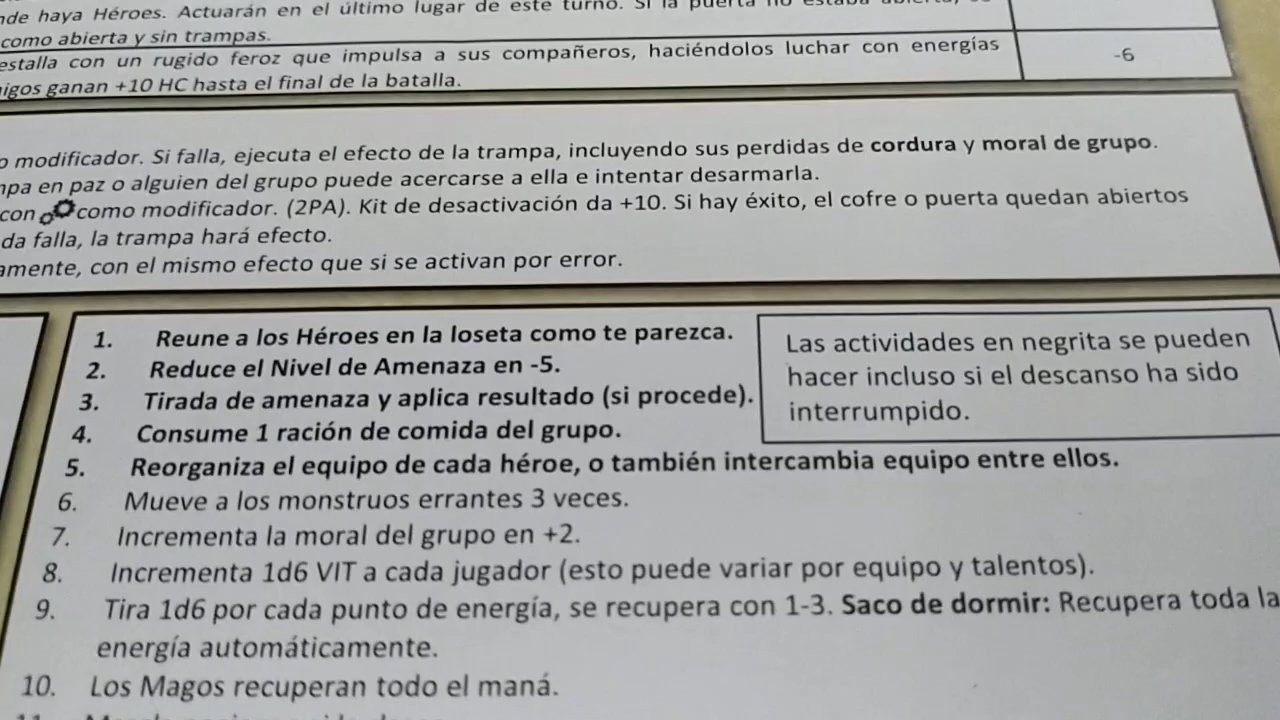 de haya Héroes. Actuarán en el último lugar de este turno. Si la puerta no estaba
como abierta y sin trampas.
estalla con un rugido feroz que impulsa a sus compañeros, haciéndolos luchar con energías
-6
igos ganan +10 HC hasta el final de la batalla.
o modificador. Si falla, ejecuta el efecto de la trampa, incluyendo sus perdidas de cordura y moral de grupo.
mpa en paz o alguien del grupo puede acercarse a ella e intentar desarmarla.
con como modificador. (2PA). Kit de desactivación da +10. Si hay éxito, el cofre o puerta quedan abiertos
da falla, la trampa hará efecto.
amente, con el mismo efecto que si se activan por error.
1. Reune a los Héroes en la loseta como te parezca.
2. Reduce el Nivel de Amenaza en -5.
3. Tirada de amenaza y aplica resultado (si procede).
4. Consume 1 ración de comida del grupo.
5. Reorganiza el equipo de cada héroe, o también intercambia equipo entre ellos.
6. Mueve a los monstruos errantes 3 veces.
7. Incrementa la moral del grupo en +2.
8. Incrementa 1d6 VIT a cada jugador (esto puede variar por equipo y talentos).
9. Tira 1d6 por cada punto de energía, se recupera con 1-3. Saco de dormir: Recupera toda la
energía automáticamente.
10. Los Magos recuperan todo el maná.
Las actividades en negrita se pueden
hacer incluso si el descanso ha sido
interrumpido.